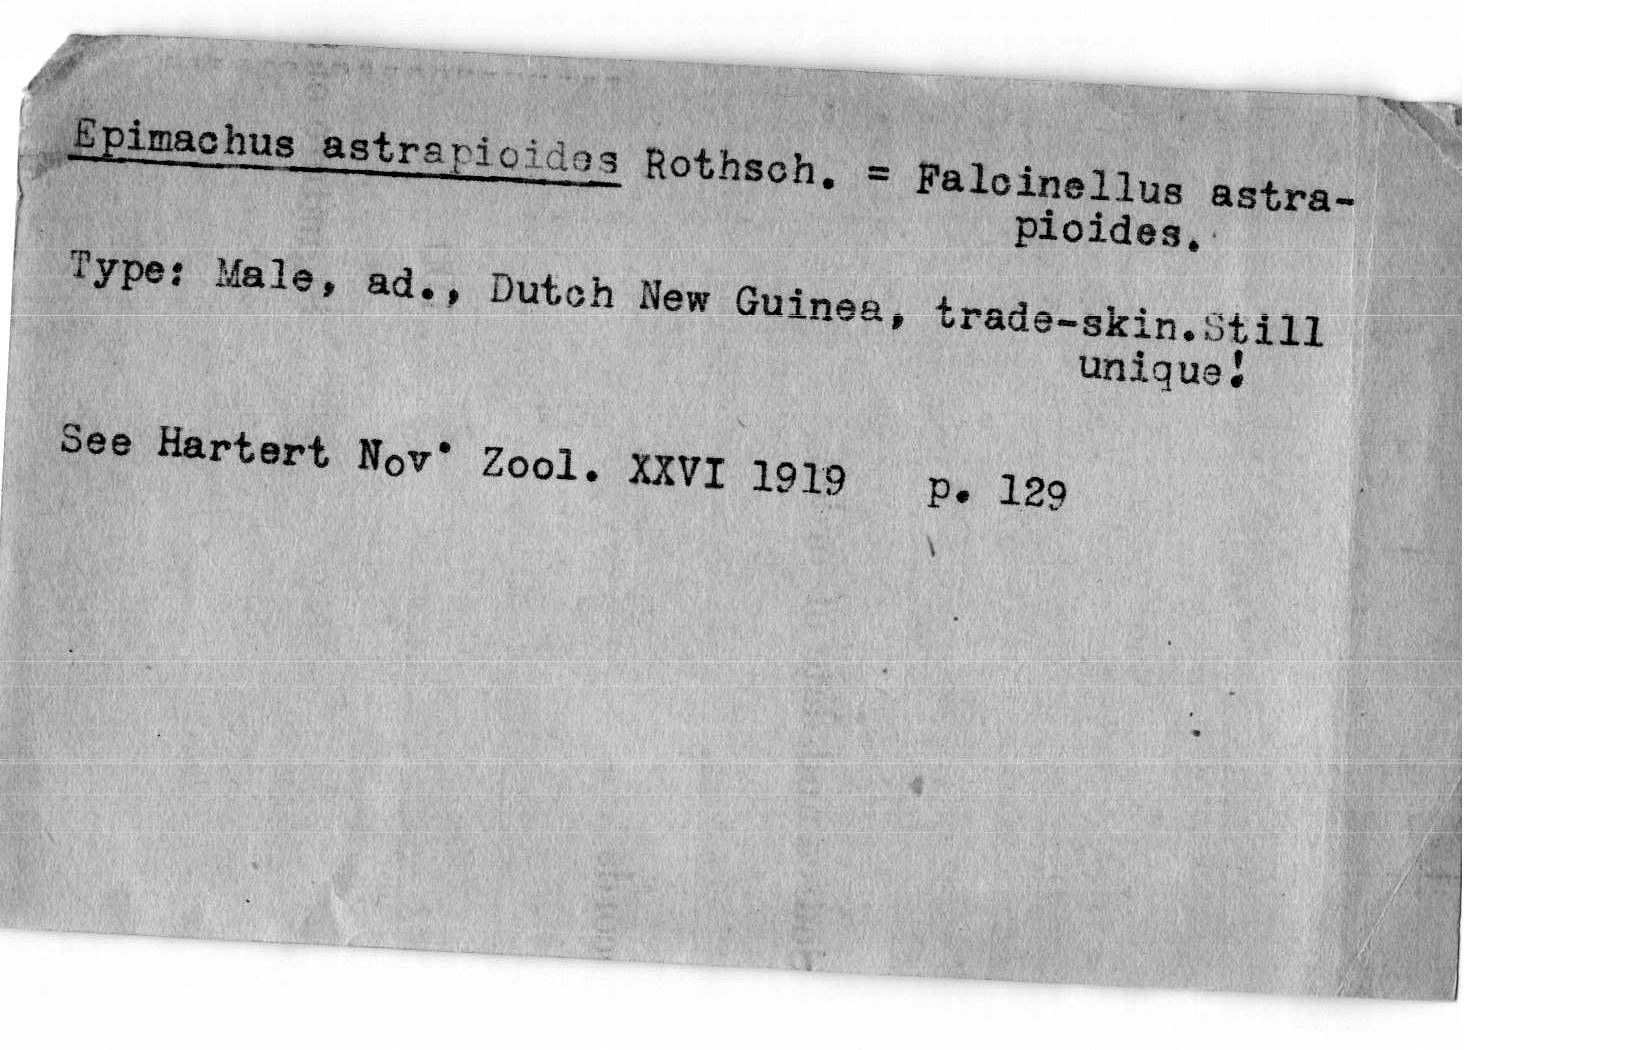 Epimachus astrapioides Rothsch. = Falcinellus astra-
pioides.
Type: Male, ad., Dutch New Guinea, trade-skin.Still
unique!
See Hartert Nov. Zool. XXVI 1919 p. 129